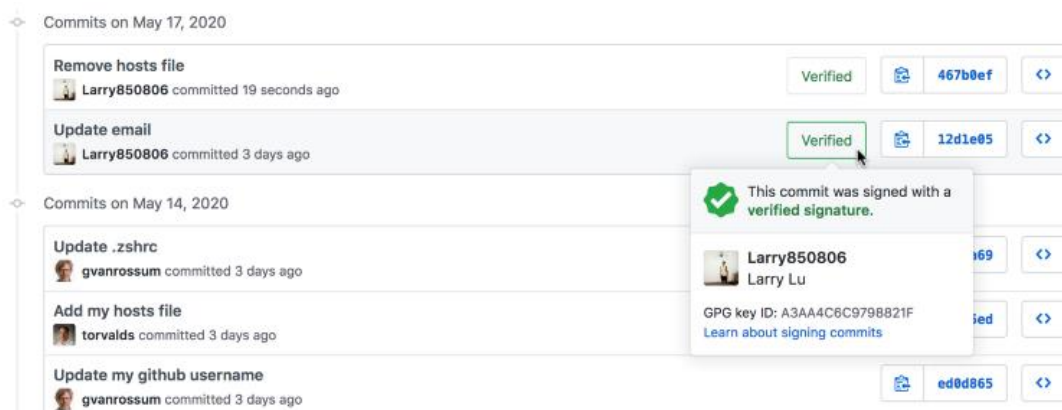 Commits on May 17, 2020
Remove hosts file
Larry850806 committed 19 seconds ago
Verified
467b0ef
Update email
Larry850806 committed 3 days ago
Verified
12d1e05
This commit was signed with a
verified signature.
Commits on May 14, 2020
Update .zshrc
gvanrossum committed 3 days ago
Larry850806
Larry Lu
Add my hosts file
torvalds committed 3 days ago
GPG key ID: A3AA4C6C9798821F
Learn about signing commits
Update my github username
gvanrossum committed 3 days ago
ed0d865